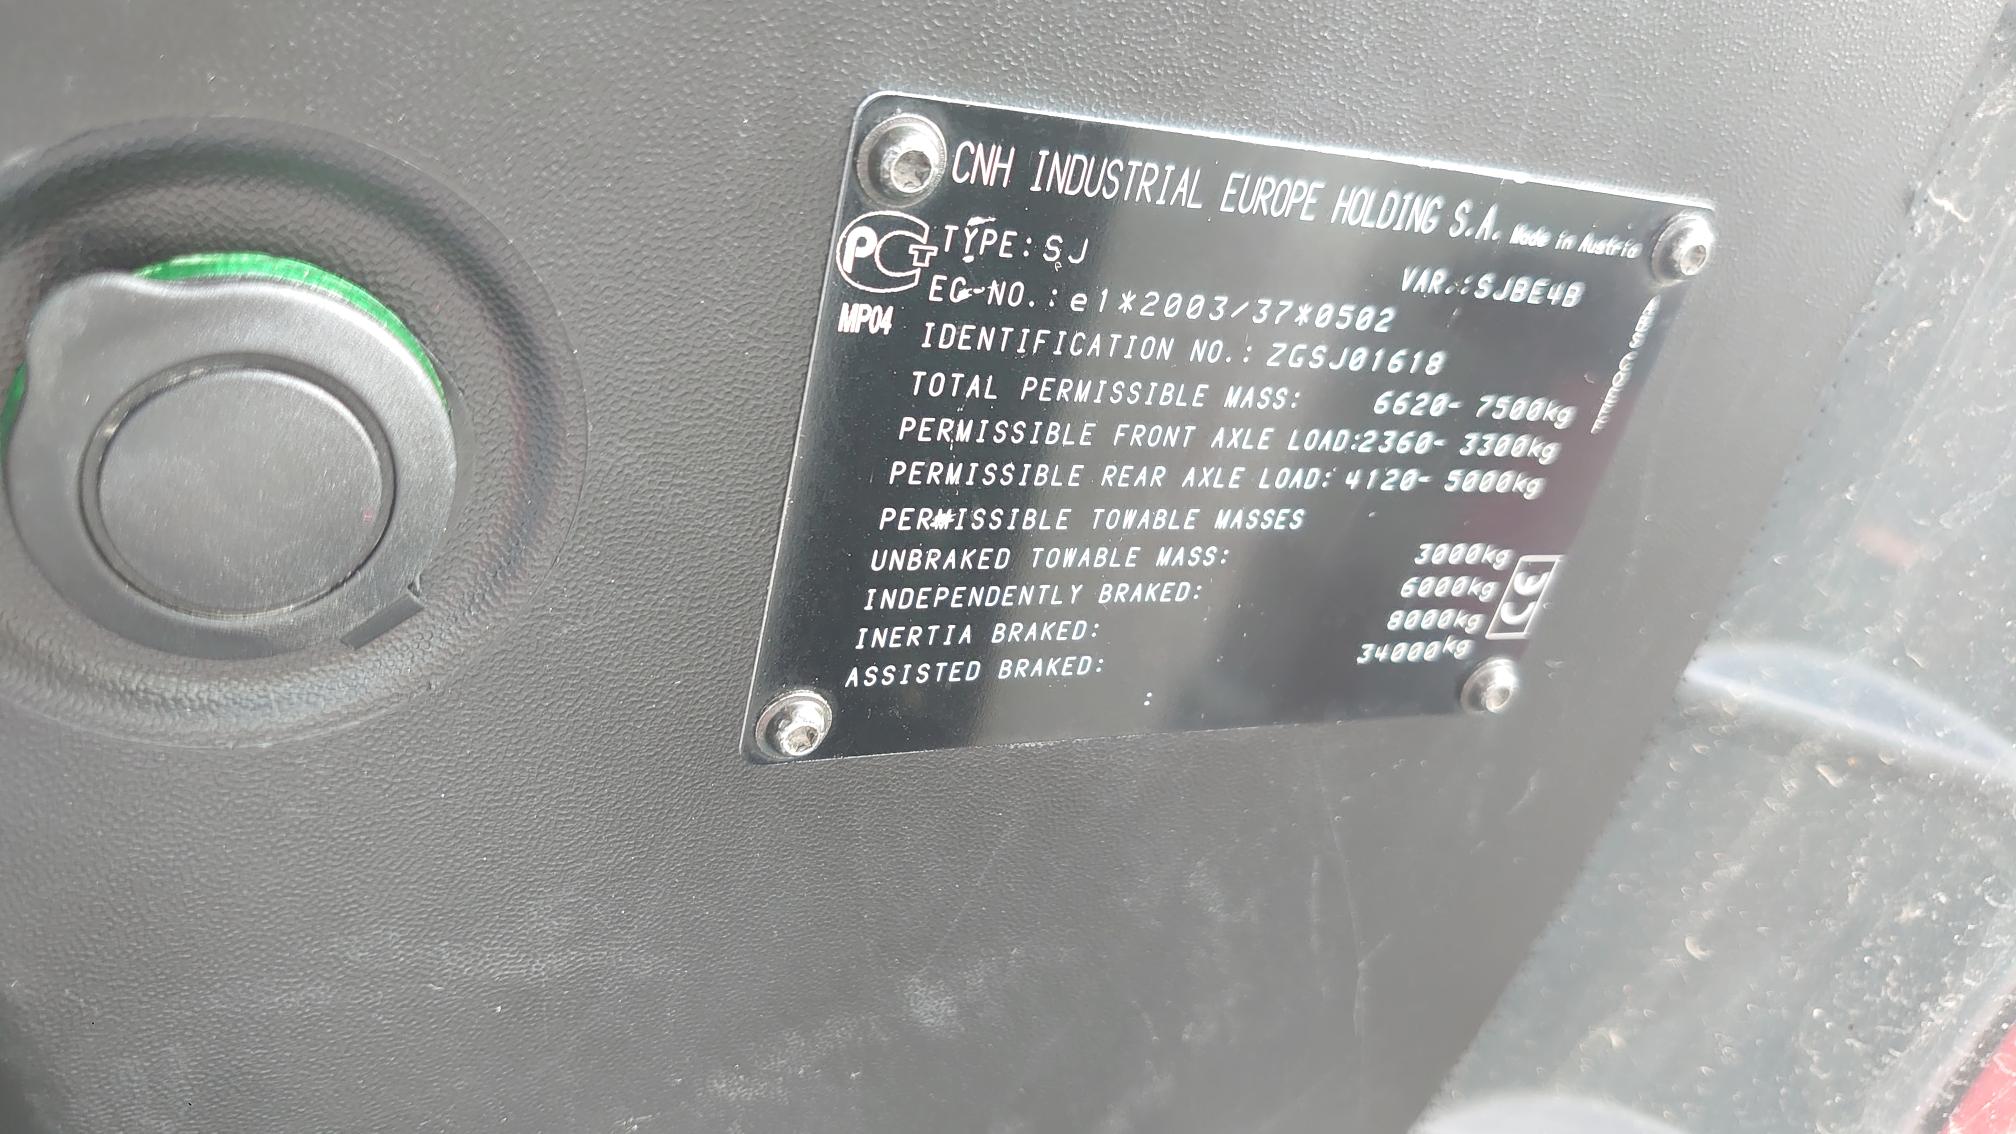 CNH INDUSTRIAL EUROPE HOLDING S.A. Made in Austria
PCT
MP04
TYPE: SJ VAR.: SJBE4B
EC-NO.: e1*2003/37*0502
IDENTIFICATION NO.: ZGSJ01618
TOTAL PERMISSIBLE MASS: 6620- 7500kg
PERMISSIBLE FRONT AXLE LOAD: 2360- 3300kg
PERMISSIBLE REAR AXLE LOAD: 4120- 5000kg
PERMISSIBLE TOWABLE MASSES
UNBRAKED TOWABLE MASS: 3000kg
INDEPENDENTLY BRAKED: 6000kg
INERTIA BRAKED: 8000kg
ASSISTED BRAKED: 34000kg
:
CE